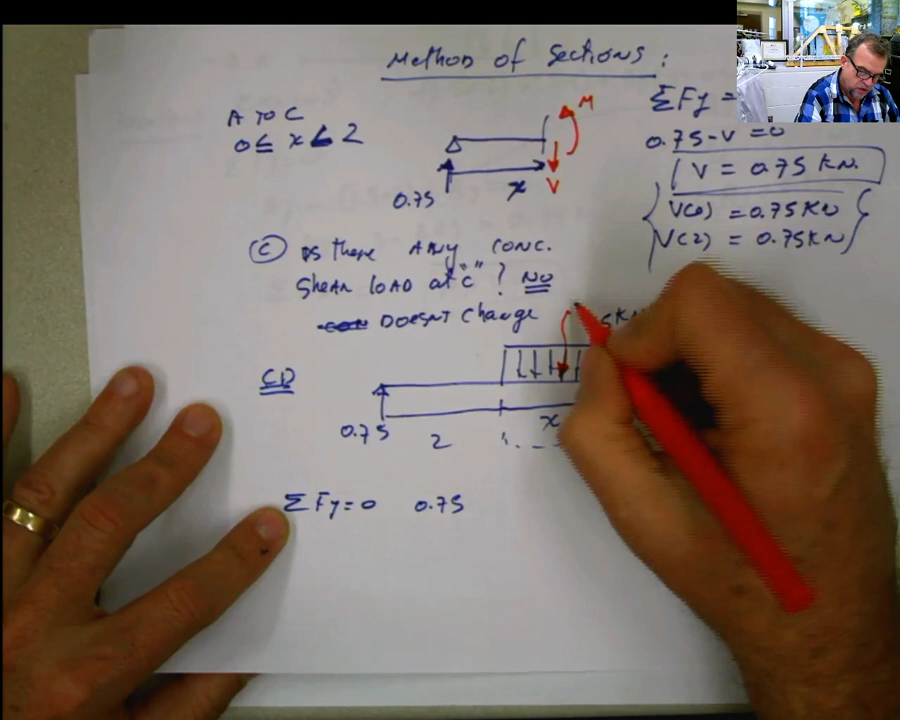 Method of Sections :
A TO C
0 ≤ x ≤ 2
M
V
x
0.75
ΣFy =
0.75 - V = 0
V = 0.75 KN.
V(0) = 0.75 KN
V(2) = 0.75 KN
Ⓒ IS there ANY CONC.
Shear LOAD at "C" ? NO
DOESNT Change
CD
0.75
2
x
ΣFy = 0 0.75